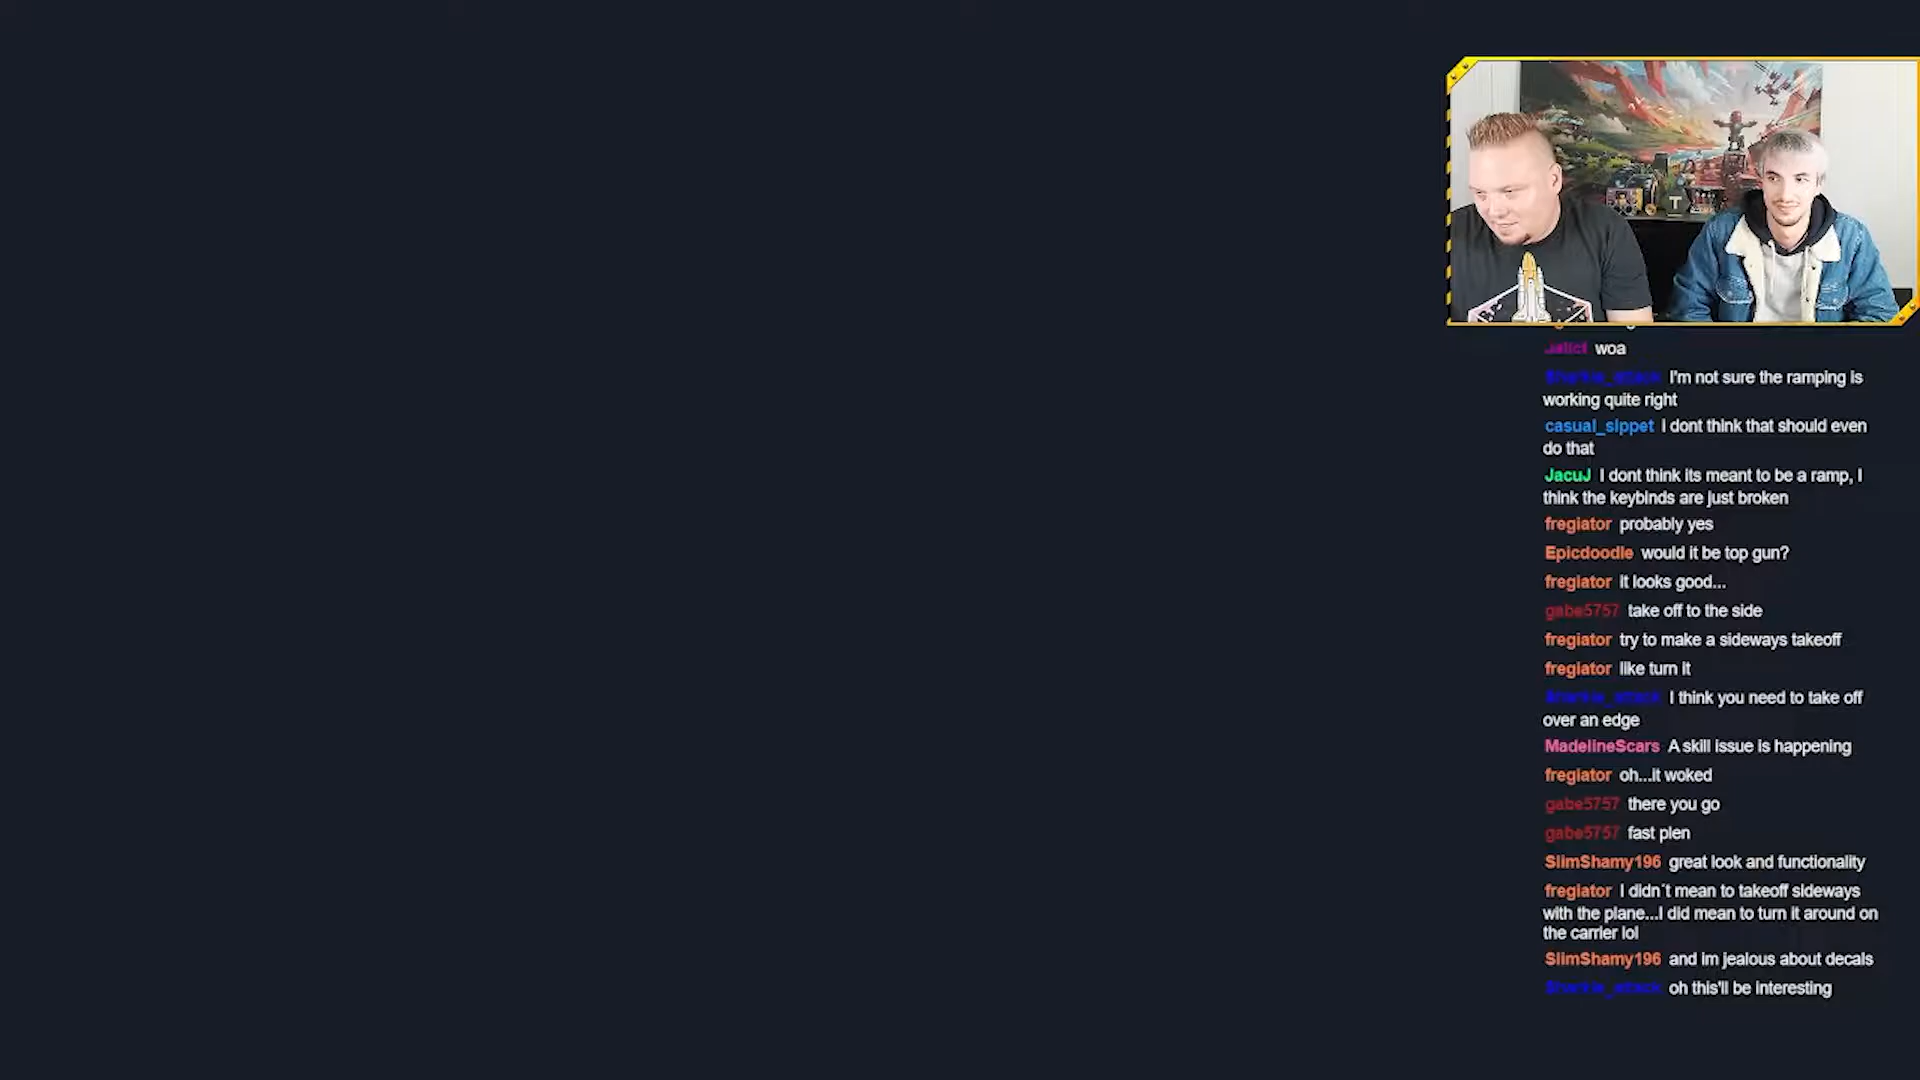 woa
I'm not sure the ramping is
working quite right
casual_sippet I dont think that should even
do that
JacuJ I dont think its meant to be a ramp, I
think the keybinds are just broken
fregiator probably yes
Epicdoodle would it be top gun?
fregiator it looks good...
gabe5757 take off to the side
fregiator try to make a sideways takeoff
fregiator like turn it
I think you need to take off
over an edge
MadelineScars A skill issue is happening
fregiator oh...it woked
gabe5757 there you go
gabe5757 fast plen
SlimShamy196 great look and functionality
fregiator I didn´t mean to takeoff sideways
with the plane...I did mean to turn it around on
the carrier lol
SlimShamy196 and im jealous about decals
oh this'll be interesting